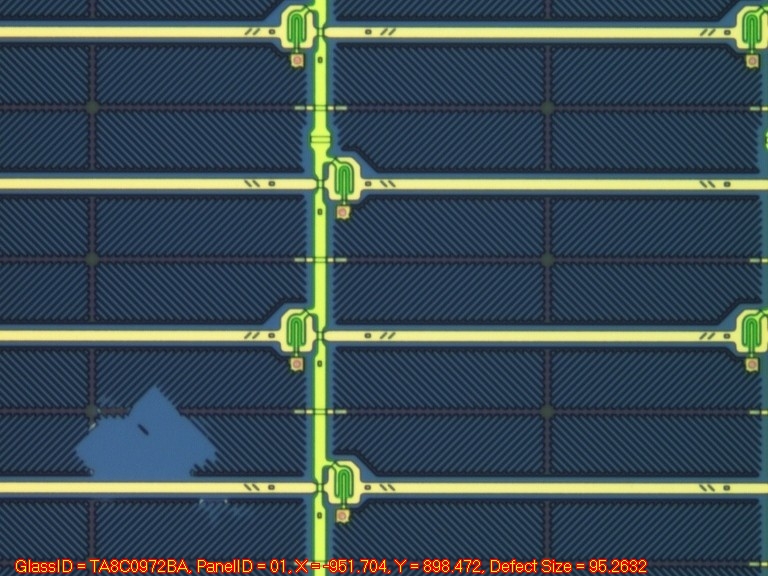 GlassID = TA8C0972BA, PanelID = 01, X = -951.704, Y = 898.472, Defect Size = 95.2632